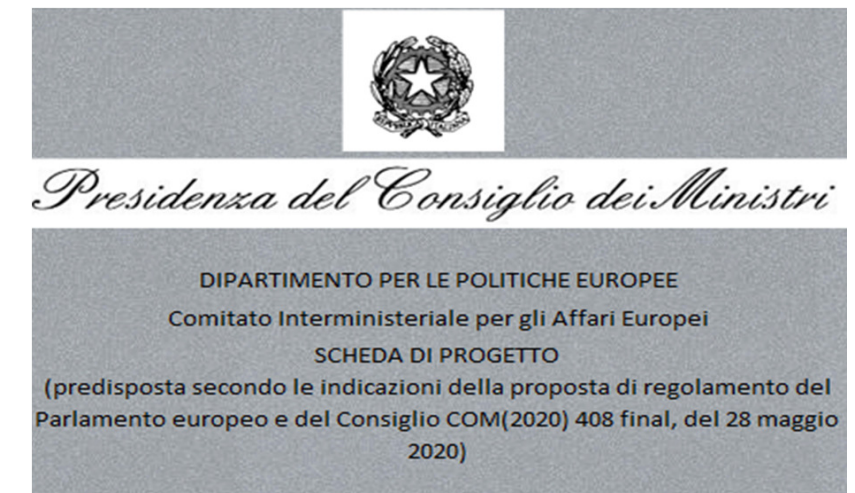 REPVBBLICA ITALIANA
Presidenza del Consiglio dei Ministri
DIPARTIMENTO PER LE POLITICHE EUROPEE
Comitato Interministeriale per gli Affari Europei
SCHEDA DI PROGETTO
(predisposta secondo le indicazioni della proposta di regolamento del
Parlamento europeo e del Consiglio COM(2020) 408 final, del 28 maggio
2020)